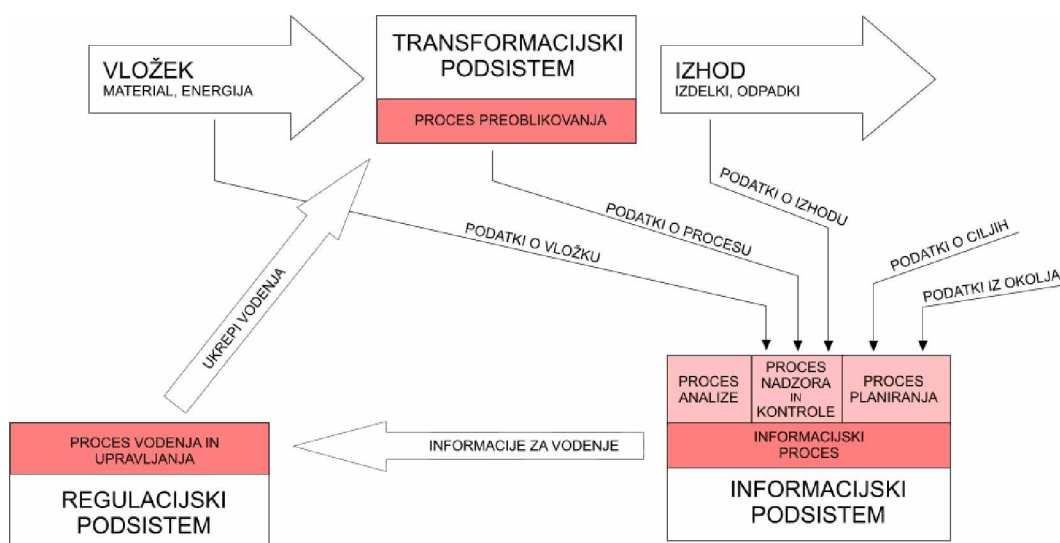 VLOŽEK
MATERIAL, ENERGIJA
TRANSFORMACIJSKI
PODSISTEM
PROCES PREOBLIKOVANJA
IZHOD
IZDELKI, ODPADKI
PODATKI O VLOŽKU
PODATKI O PROCESU
PODATKI O IZHODU
PODATKI O CILJIH
PODATKI IZ OKOLJA
UKREPI VODENJA
PROCES
ANALIZE
PROCES
NADZORA
IN
KONTROLE
PROCES
PLANIRANJA
INFORMACIJSKI
PROCES
INFORMACIJSKI
PODSISTEM
INFORMACIJE ZA VODENJE
PROCES VODENJA IN
UPRAVLJANJA
REGULACIJSKI
PODSISTEM